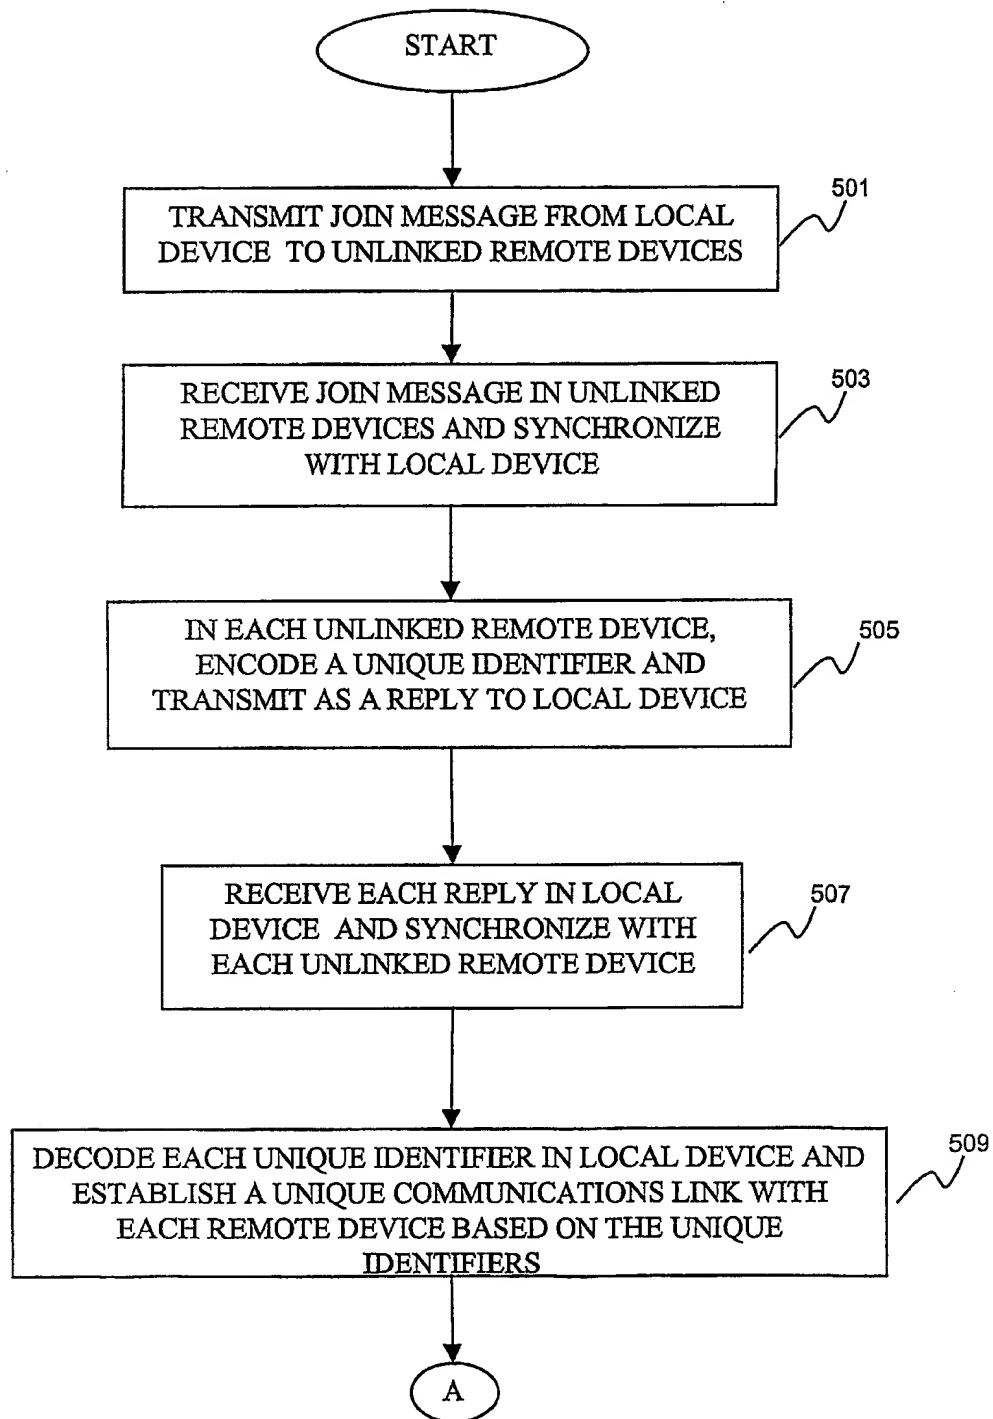 START
501
TRANSMIT JOIN MESSAGE FROM LOCAL
DEVICE TO UNLINKED REMOTE DEVICES
503
RECEIVE JOIN MESSAGE IN UNLINKED
REMOTE DEVICES AND SYNCHRONIZE
WITH LOCAL DEVICE
505
IN EACH UNLINKED REMOTE DEVICE,
ENCODE A UNIQUE IDENTIFIER AND
TRANSMIT AS A REPLY TO LOCAL DEVICE
507
RECEIVE EACH REPLY IN LOCAL
DEVICE AND SYNCHRONIZE WITH
EACH UNLINKED REMOTE DEVICE
509
DECODE EACH UNIQUE IDENTIFIER IN LOCAL DEVICE AND
ESTABLISH A UNIQUE COMMUNICATIONS LINK WITH
EACH REMOTE DEVICE BASED ON THE UNIQUE
IDENTIFIERS
A